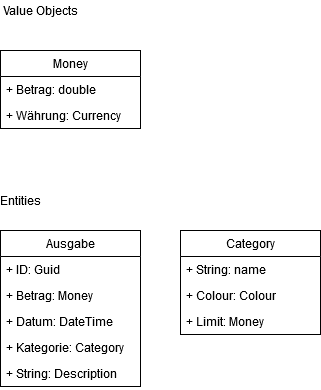 Value Objects
Money
+ Betrag: double
+ Währung: Currency
Entities
Ausgabe
+ ID: Guid
+ Betrag: Money
+ Datum: DateTime
+ Kategorie: Category
+ String: Description
Category
+ String: name
+ Colour: Colour
+ Limit: Money